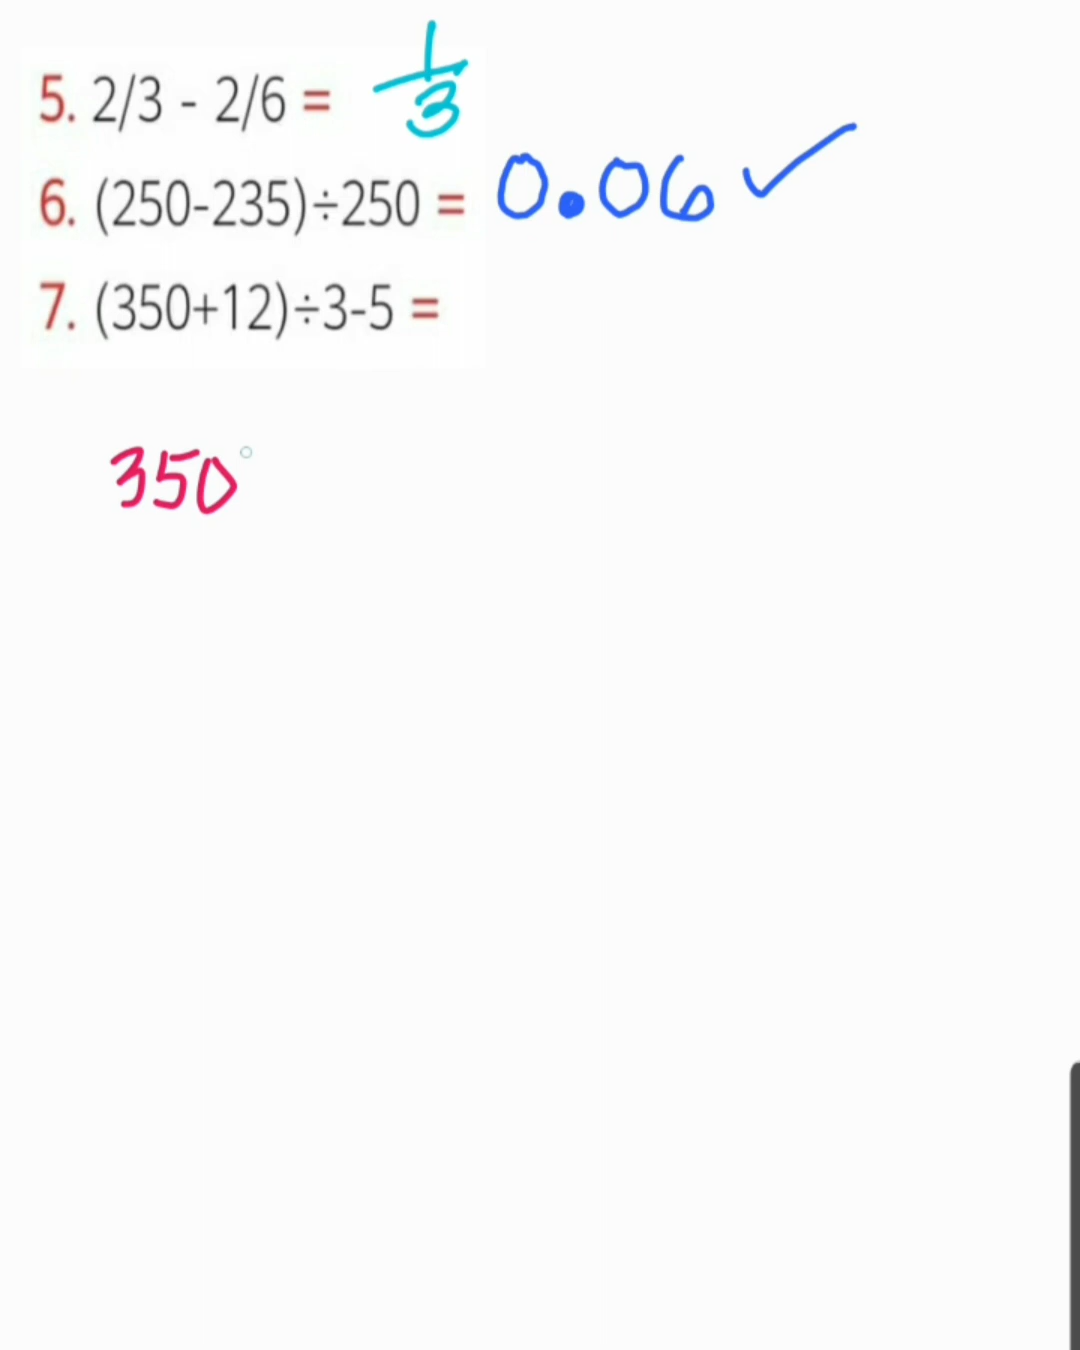 5. 2/3 - 2/6 = 1/3
6. (250-235)÷250 = 0.06 ✓
7. (350+12)÷3-5 =
350